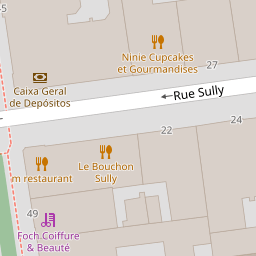 45
Ninie Cupcakes
et Gourmandises
27
Caixa Geral
de Depósitos
←Rue Sully
24
22
Le Bouchon
Sully
m restaurant
49
Foch Coiffure
& Beauté